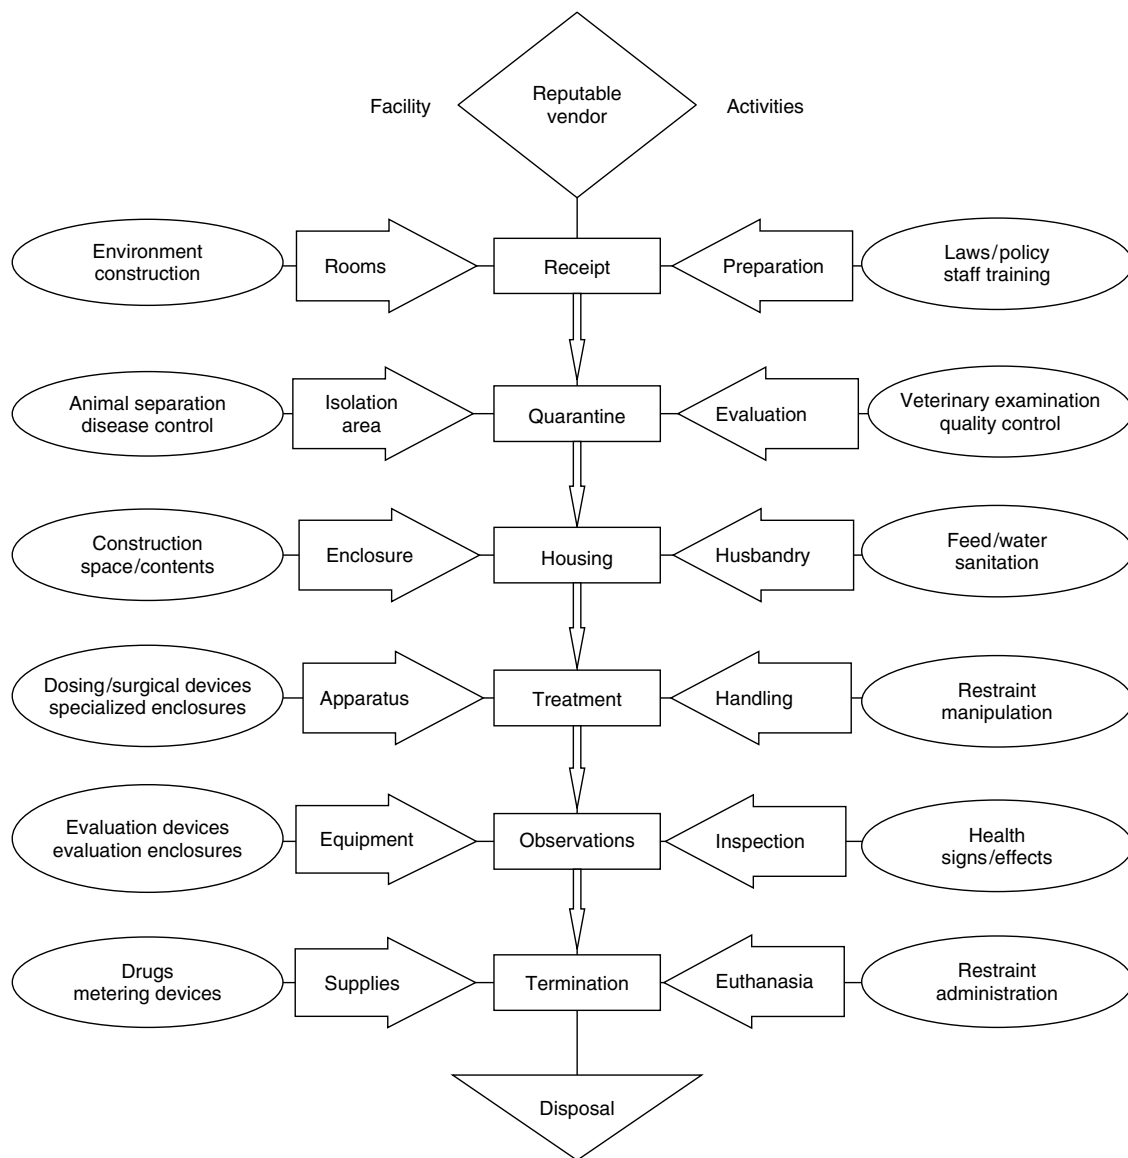 Facility
Reputable
vendor
Activities
Environment
construction
Rooms
Receipt
Preparation
Laws/policy
staff training
Animal separation
disease control
Isolation
area
Quarantine
Evaluation
Veterinary examination
quality control
Construction
space/contents
Enclosure
Housing
Husbandry
Feed/water
sanitation
Dosing/surgical devices
specialized enclosures
Apparatus
Treatment
Handling
Restraint
manipulation
Evaluation devices
evaluation enclosures
Equipment
Observations
Inspection
Health
signs/effects
Drugs
metering devices
Supplies
Termination
Euthanasia
Restraint
administration
Disposal